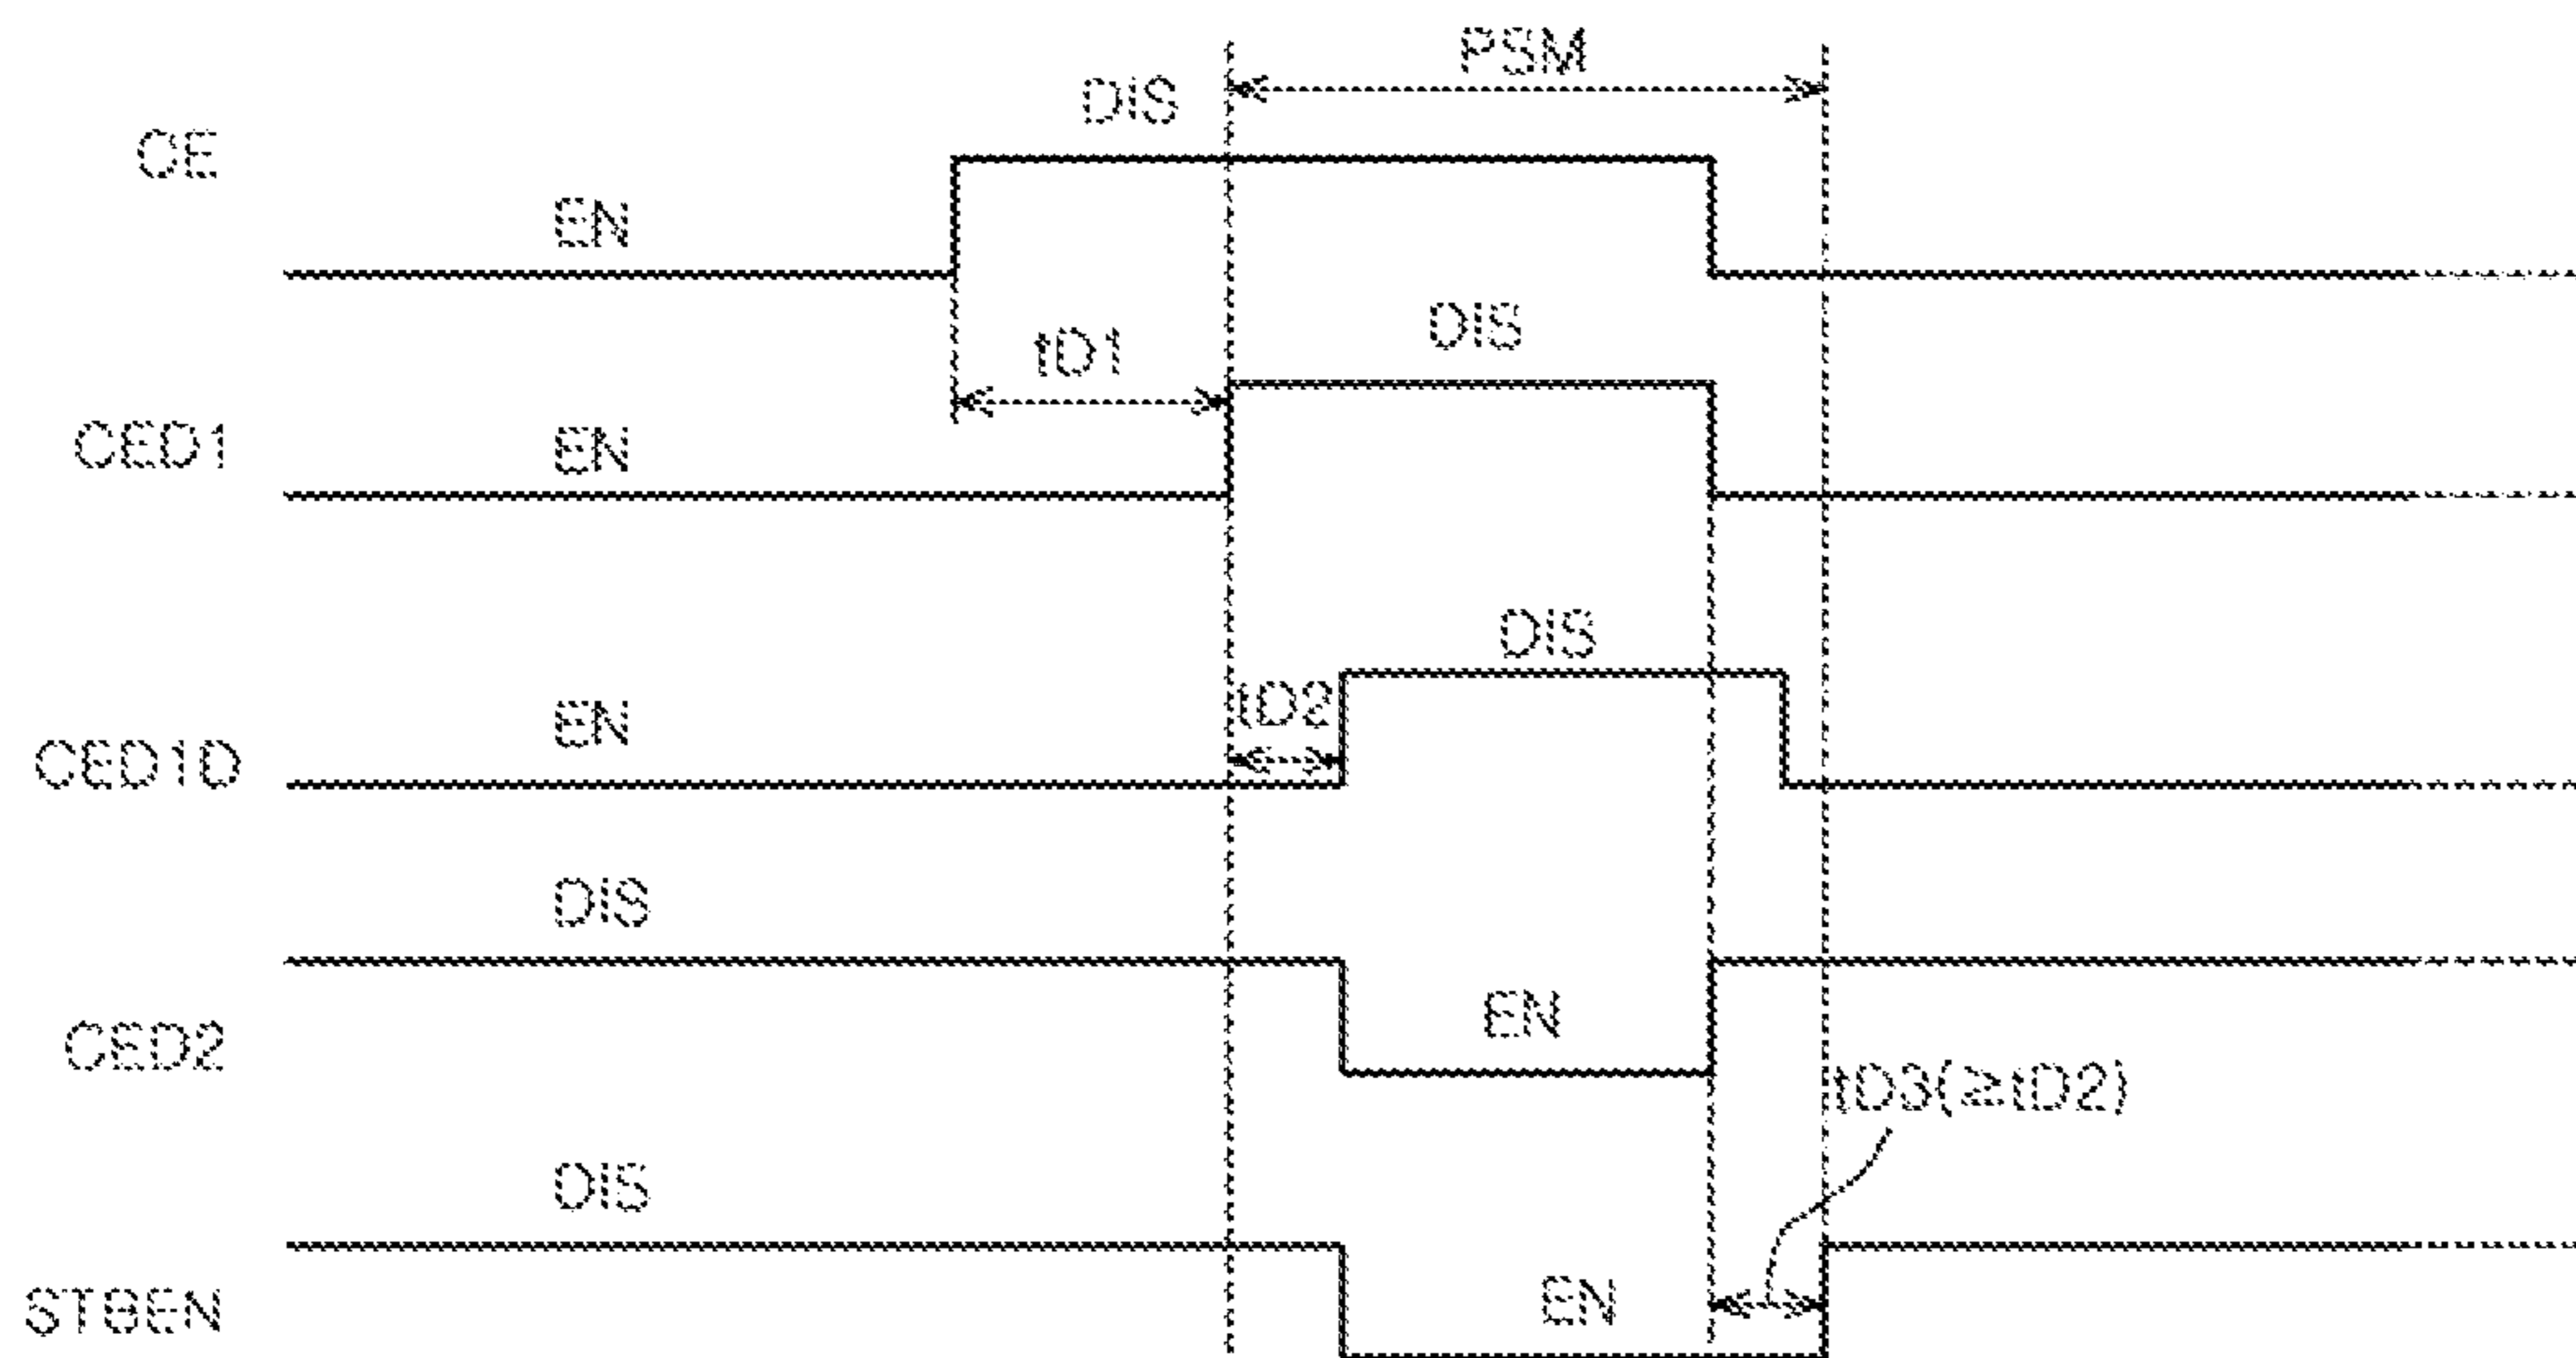 PSM
DIS
CE
EN
DIS
tD1
CED1
EN
DIS
tD2
EN
CED1D
DIS
EN
CED2
tD3(≥tD2)
DIS
EN
STBEN